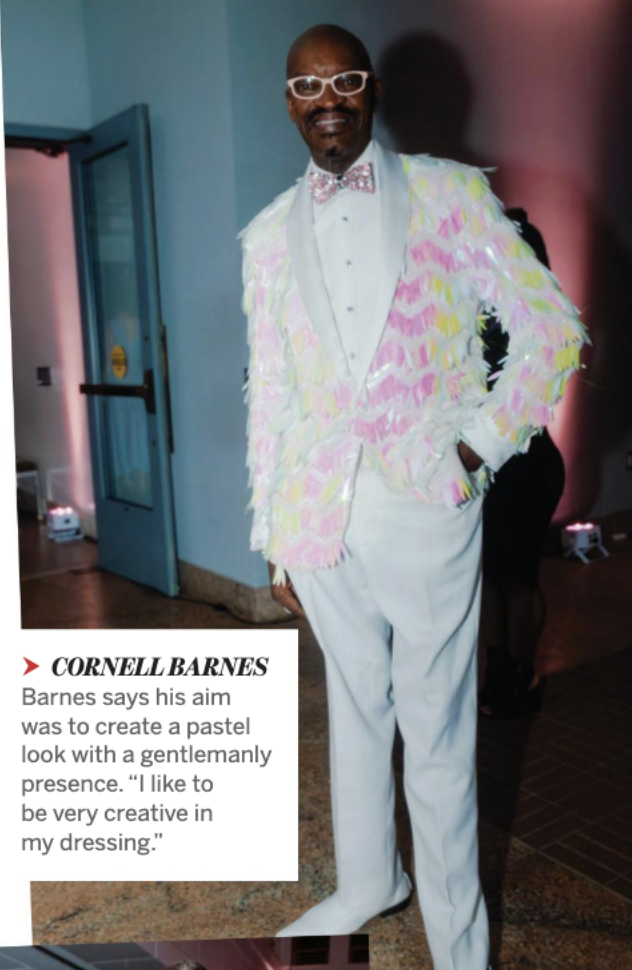 ➤ CORNELL BARNES
Barnes says his aim
was to create a pastel
look with a gentlemanly
presence. “I like to
be very creative in
my dressing.”